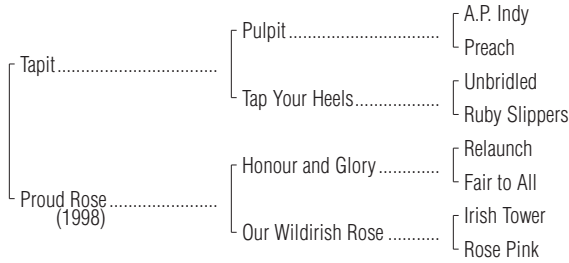 A.P. Indy
Pulpit
Preach
Tapit
Unbridled
Tap Your Heels
Ruby Slippers
Relaunch
Honour and Glory
Fair to All
Proud Rose
(1998)
Irish Tower
Our Wildirish Rose
Rose Pink